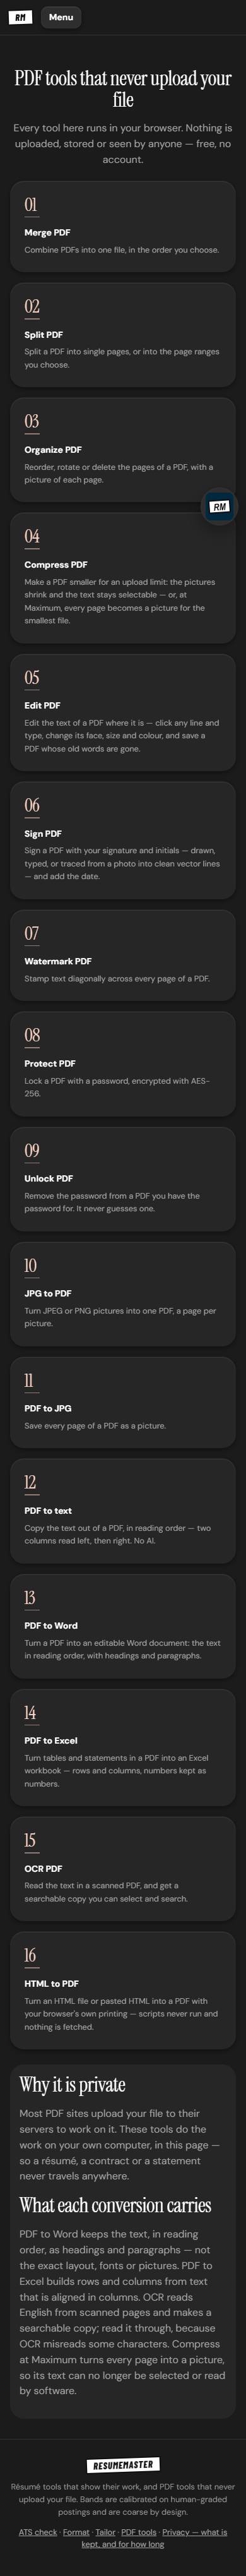 RM
Menu
PDF tools that never upload your
file
Every tool here runs in your browser. Nothing is
uploaded, stored or seen by anyone — free, no
account.
01
Merge PDF
Combine PDFs into one file, in the order you choose.
02
Split PDF
Split a PDF into single pages, or into the page ranges
you choose.
03
Organize PDF
Reorder, rotate or delete the pages of a PDF, with a
picture of each page.
RM
04
Compress PDF
Make a PDF smaller for an upload limit: the pictures
shrink and the text stays selectable — or, at
Maximum, every page becomes a picture for the
smallest file.
05
Edit PDF
Edit the text of a PDF where it is — click any line and
type, change its face, size and colour, and save a
PDF whose old words are gone.
06
Sign PDF
Sign a PDF with your signature and initials — drawn,
typed, or traced from a photo into clean vector lines
— and add the date.
07
Watermark PDF
Stamp text diagonally across every page of a PDF.
08
Protect PDF
Lock a PDF with a password, encrypted with AES-
256.
09
Unlock PDF
Remove the password from a PDF you have the
password for. It never guesses one.
10
JPG to PDF
Turn JPEG or PNG pictures into one PDF, a page per
picture.
11
PDF to JPG
Save every page of a PDF as a picture.
12
PDF to text
Copy the text out of a PDF, in reading order — two
columns read left, then right. No AI.
13
PDF to Word
Turn a PDF into an editable Word document: the text
in reading order, with headings and paragraphs.
14
PDF to Excel
Turn tables and statements in a PDF into an Excel
workbook — rows and columns, numbers kept as
numbers.
15
OCR PDF
Read the text in a scanned PDF, and get a
searchable copy you can select and search.
16
HTML to PDF
Turn an HTML file or pasted HTML into a PDF with
your browser's own printing — scripts never run and
nothing is fetched.
Why it is private
Most PDF sites upload your file to their
servers to work on it. These tools do the
work on your own computer, in this page —
so a résumé, a contract or a statement
never travels anywhere.
What each conversion carries
PDF to Word keeps the text, in reading
order, as headings and paragraphs — not
the exact layout, fonts or pictures. PDF to
Excel builds rows and columns from text
that is aligned in columns. OCR reads
English from scanned pages and makes a
searchable copy; read it through, because
OCR misreads some characters. Compress
at Maximum turns every page into a picture,
so its text can no longer be selected or read
by software.
RESUMEMASTER
Résumé tools that show their work, and PDF tools that never
upload your file. Bands are calibrated on human-graded
postings and are coarse by design.
ATS check · Format · Tailor · PDF tools · Privacy — what is
kept, and for how long